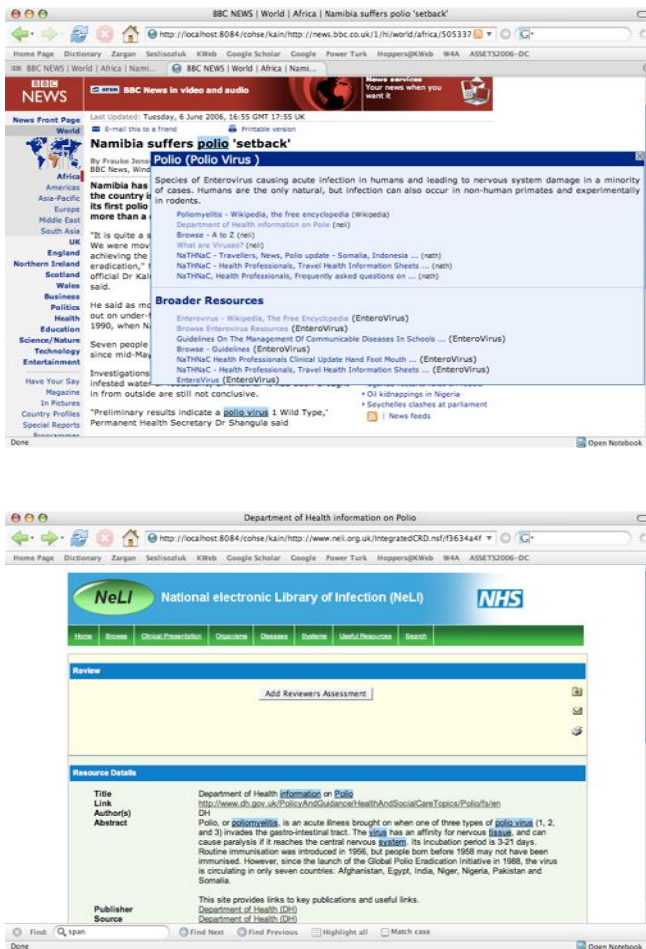 BBC NEWS | World | Africa | Namibia suffers polio 'setback'
http://localhost:8084/cohse/kain/http://news.bbc.co.uk/1/hi/world/africa/505337
Home Page Dictionary Zargan Seslisozluk KWeb Google Scholar Google Power Turk Hoppers@KWeb W4A ASSETS2006-DC
BBC NEWS | World | Africa | Nami... BBC NEWS | World | Africa | Nami...
BBC
NEWS
OPEN BBC News in video and audio
News services
Your news when you
want it
News Front Page
World
Africa
Americas
Asia-Pacific
Europe
Middle East
South Asia
UK
England
Northern Ireland
Scotland
Wales
Business
Politics
Health
Education
Science/Nature
Technology
Entertainment
Have Your Say
Magazine
In Pictures
Country Profiles
Special Reports
Programmes
Last Updated: Tuesday, 6 June 2006, 16:55 GMT 17:55 UK
E-mail this to a friend Printable version
Namibia suffers polio 'setback'
By Frauke Jens
BBC News, Wind
Namibia has
the country i
its first polio
more than a
"It is quite a s
We were mov
achieving the
eradication,"
official Dr Kal
said.
He said as mo
out on under-
1990, when N
Seven people
since mid-May
Investigations
infested water
in from outside are still not conclusive.
"Preliminary results indicate a polio virus 1 Wild Type,"
Permanent Health Secretary Dr Shangula said
Polio (Polio Virus )
Species of Enterovirus causing acute infection in humans and leading to nervous system damage in a minority
of cases. Humans are the only natural, but infection can also occur in non-human primates and experimentally
in rodents.
Poliomyelitis - Wikipedia, the free encyclopedia (Wikipedia)
Department of Health information on Polio (neli)
Browse - A to Z (neli)
What are Viruses? (neli)
NaTHNaC - Travellers, News, Polio update - Somalia, Indonesia ... (nath)
NaTHNaC - Health Professionals, Travel Health Information Sheets ... (nath)
NaTHNaC, Health Professionals, Frequently asked questions on ... (nath)
Broader Resources
Enterovirus - Wikipedia, The Free Encyclopedia (EnteroVirus)
Browse Enterovirus Resources (EnteroVirus)
Guidelines On The Management Of Communicable Diseases In Schools ... (EnteroVirus)
Browse - Guidelines (EnteroVirus)
NaTHNaC Health Professionals Clinical Update Hand Foot Mouth ... (EnteroVirus)
NaTHNaC - Health Professionals, Travel Health Information Sheets ... (EnteroVirus)
EnteroVirus (EnteroVirus)
Oil kidnappings in Nigeria
Seychelles clashes at parliament
| News feeds
Done Open Notebook
Department of Health information on Polio
http://localhost:8084/cohse/kain/http://www.neli.org.uk/IntegratedCRD.nsf/f3634a4f
Home Page Dictionary Zargan Seslisozluk KWeb Google Scholar Google Power Turk Hoppers@KWeb W4A ASSETS2006-DC
NeLI National electronic Library of Infection (NeLI) NHS
Home Browse Clinical Presentation Organisms Diseases Systems Useful Resources Search
Review
Add Reviewers Assessment
Resource Details
Title Department of Health information on Polio
Link http://www.dh.gov.uk/PolicyAndGuidance/HealthAndSocialCareTopics/Polio/fs/en
Author(s) DH
Abstract Polio, or poliomyelitis, is an acute illness brought on when one of three types of polio virus (1, 2,
and 3) invades the gastro-intestinal tract. The virus has an affinity for nervous tissue, and can
cause paralysis if it reaches the central nervous system. Its incubation period is 3-21 days.
Routine immunisation was introduced in 1956, but people born before 1958 may not have been
immunised. However, since the launch of the Global Polio Eradication Initiative in 1988, the virus
is circulating in only seven countries: Afghanistan, Egypt, India, Niger, Nigeria, Pakistan and
Somalia.
This site provides links to key publications and useful links.
Publisher Department of Health (DH)
Source Department of Health (DH)
Find: span Find Next Find Previous Highlight all Match case
Done Open Notebook